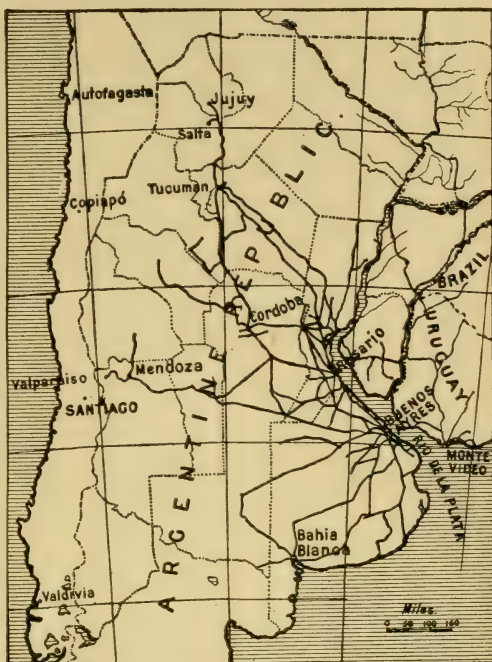 Autofagasta
Jujuy
Salta
Tucuman
Copiapó
ARGENTINE REPUBLIC
BRAZIL
URUGUAY
Cordoba
Rosario
Mendoza
Valparaiso
SANTIAGO
BUENOS
AIRES
MONTE
VIDEO
RIO DE LA PLATA
Bahia
Blanca
Valdivia
Miles.
0 50 100 150